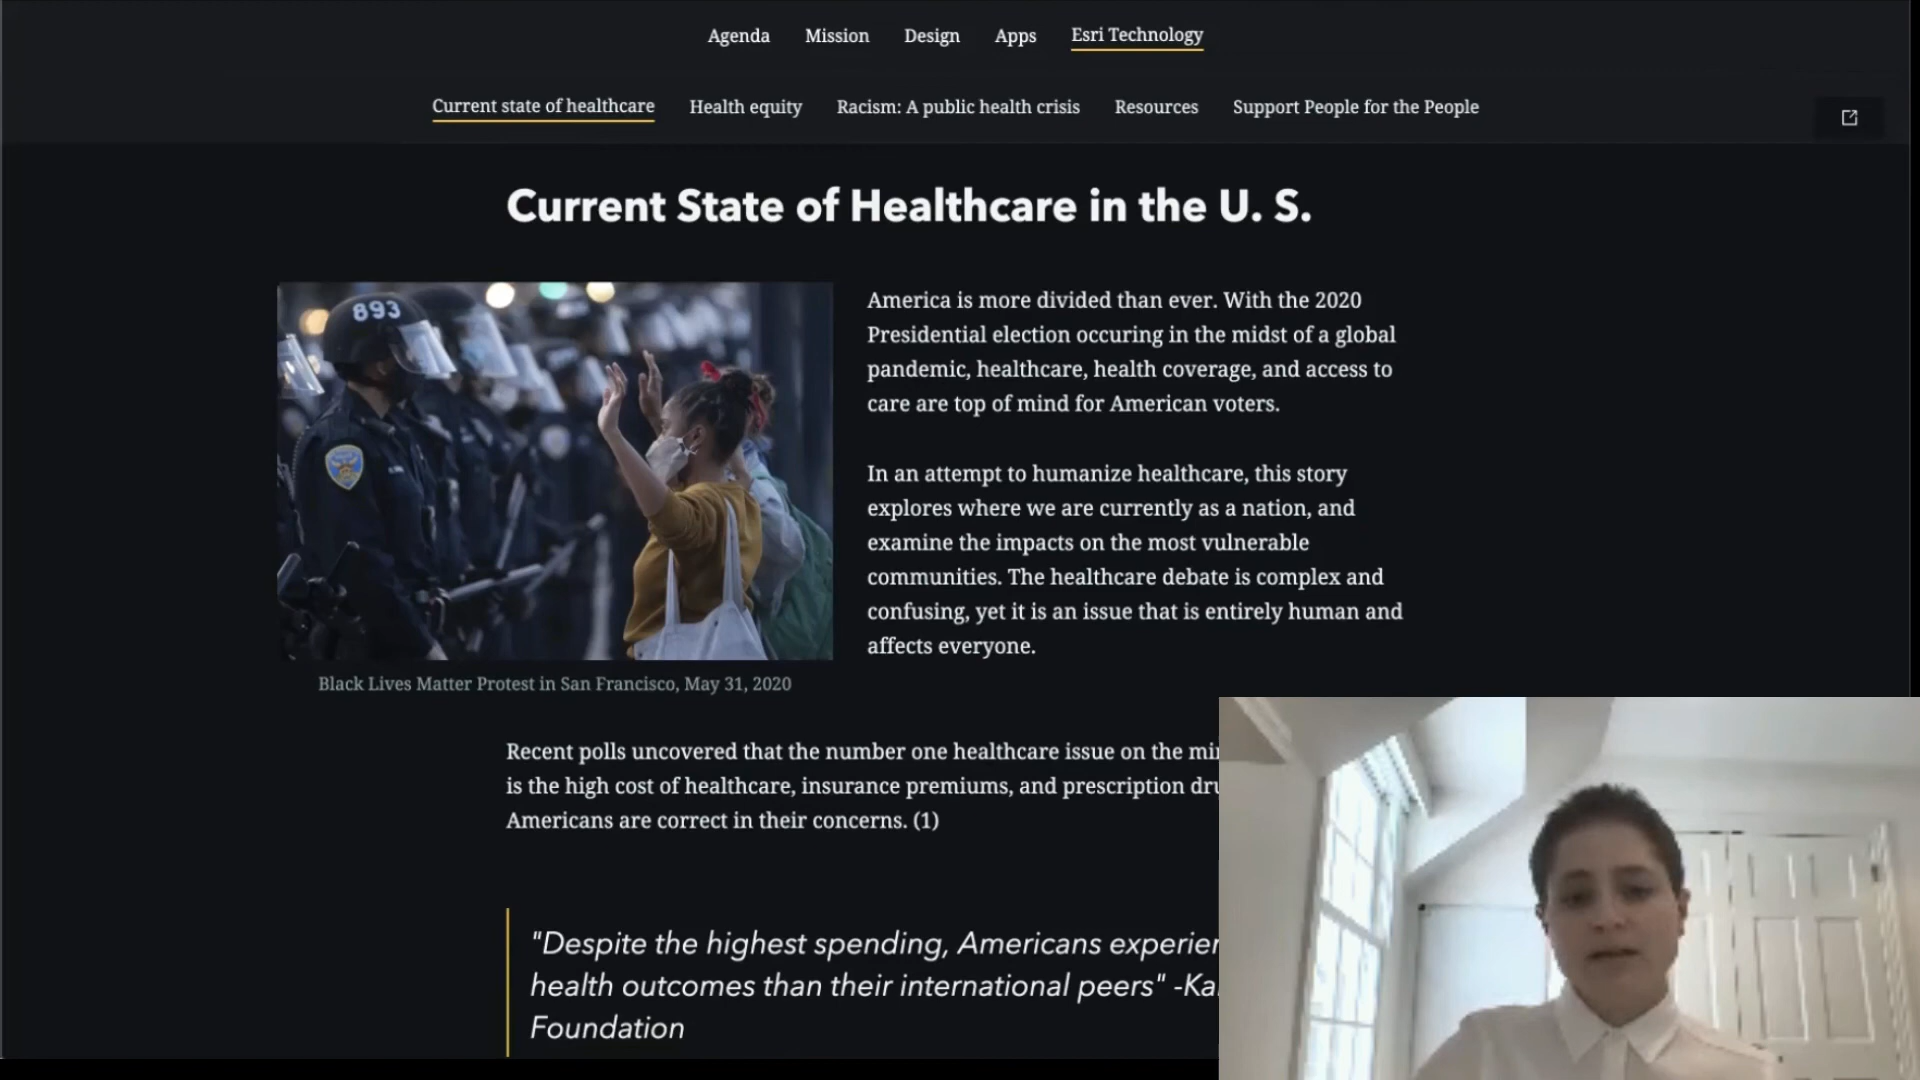 Agenda Mission Design Apps Esri Technology
Current state of healthcare Health equity Racism: A public health crisis Resources Support People for the People
Current State of Healthcare in the U. S.
893
America is more divided than ever. With the 2020
Presidential election occuring in the midst of a global
pandemic, healthcare, health coverage, and access to
care are top of mind for American voters.
In an attempt to humanize healthcare, this story
explores where we are currently as a nation, and
examine the impacts on the most vulnerable
communities. The healthcare debate is complex and
confusing, yet it is an issue that is entirely human and
affects everyone.
Black Lives Matter Protest in San Francisco, May 31, 2020
Recent polls uncovered that the number one healthcare issue on the
is the high cost of healthcare, insurance premiums, and prescription
Americans are correct in their concerns. (1)
"Despite the highest spending, Americans
health outcomes than their international peers"
Foundation